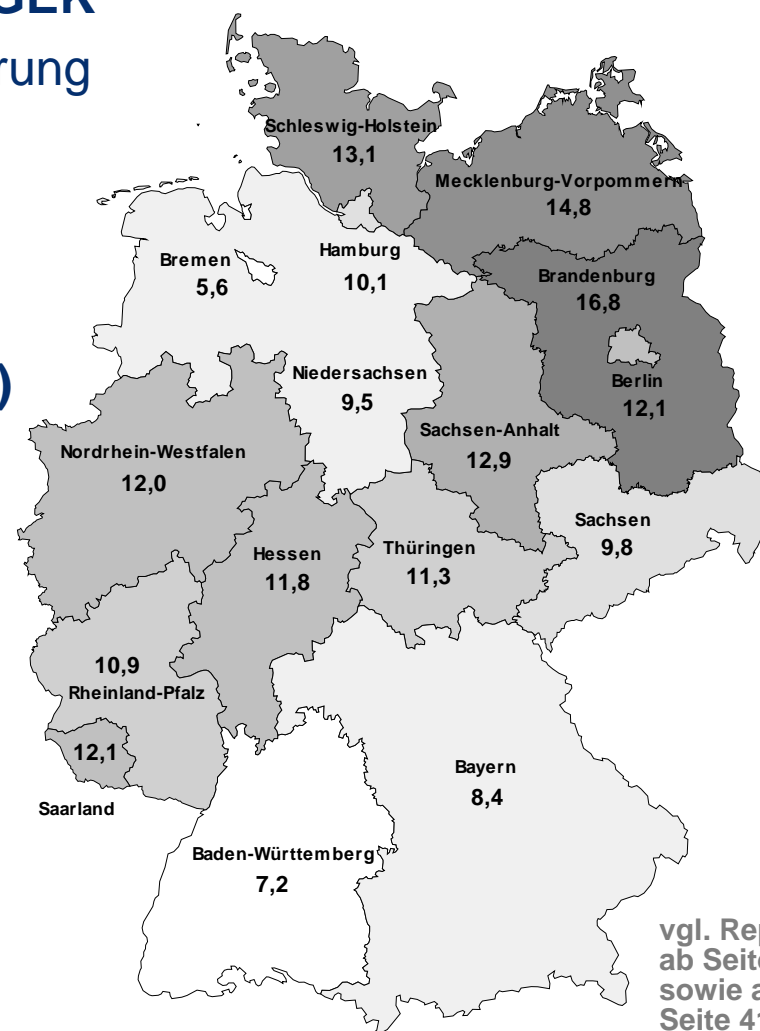 GER
rung
)
Schleswig-Holstein
13,1
Mecklenburg-Vorpommern
14,8
Hamburg
10,1
Bremen
5,6
Brandenburg
16,8
Niedersachsen
9,5
Berlin
12,1
Sachsen-Anhalt
12,9
Nordrhein-Westfalen
12,0
Sachsen
9,8
Hessen
11,8
Thüringen
11,3
10,9
Rheinland-Pfalz
12,1
Saarland
Bayern
8,4
Baden-Württemberg
7,2
vgl. Rep
ab Seite
sowie a
Seite 41